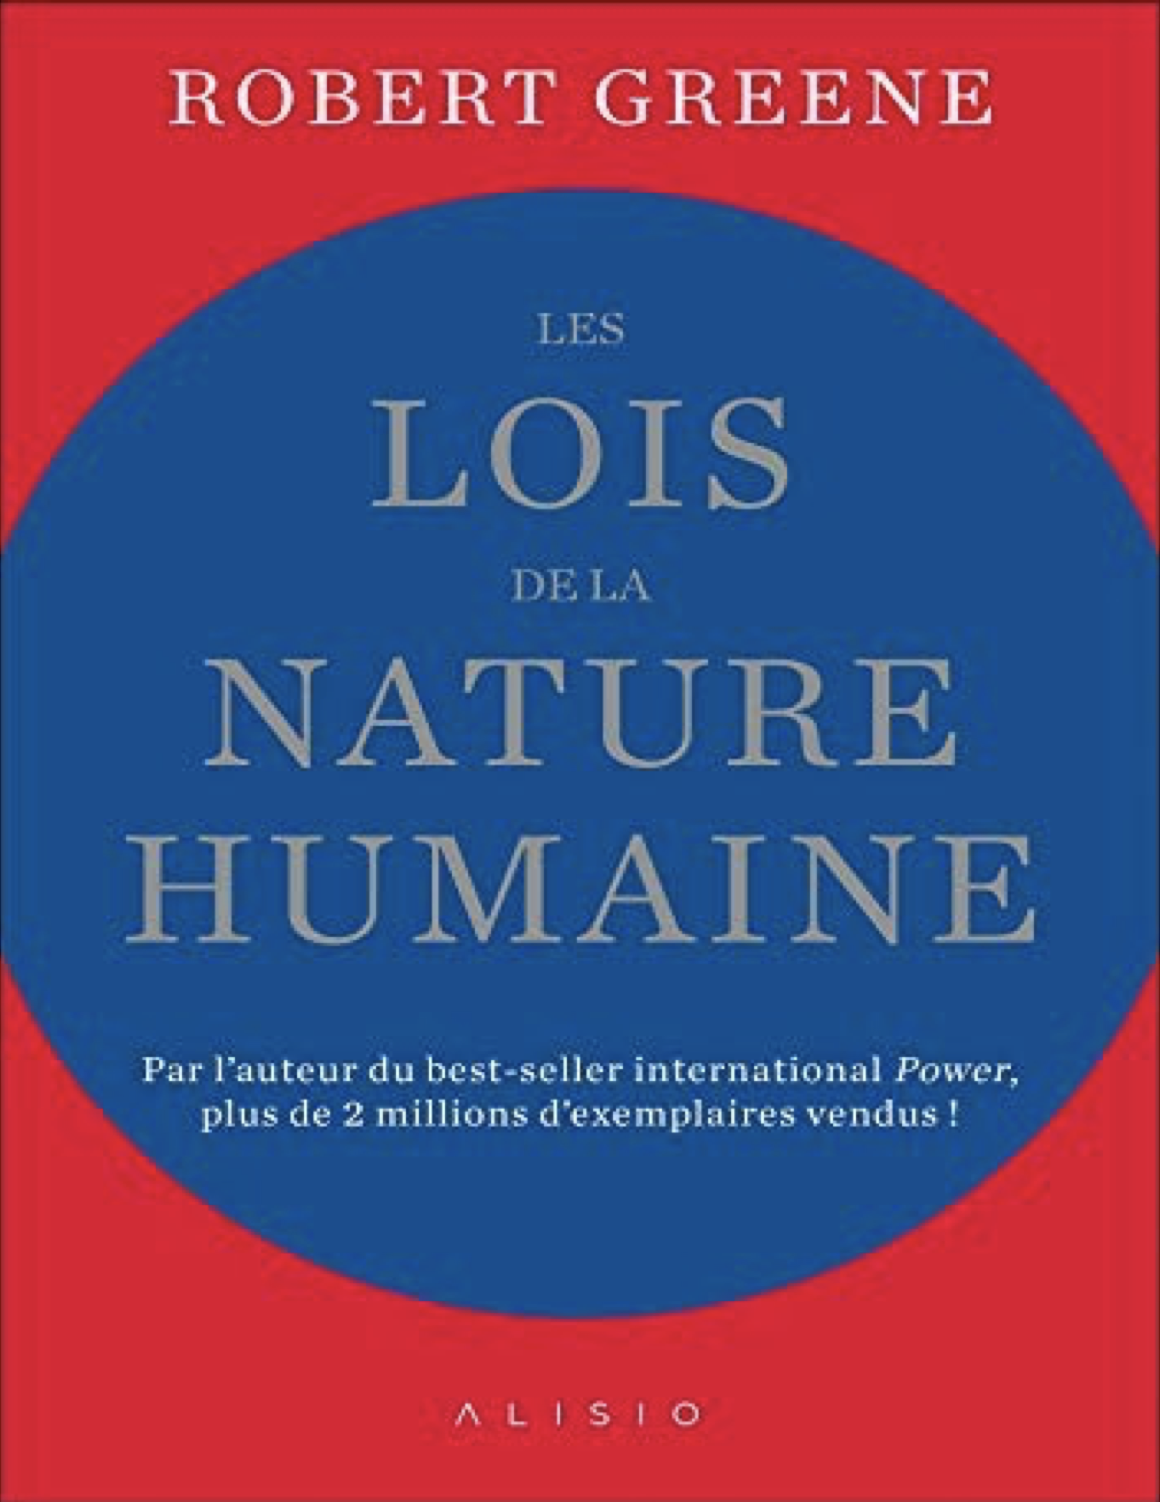 ROBERT GREENE
LES
LOIS
DE LA
NATURE
HUMAINE
Par l’auteur du best-seller international Power,
plus de 2 millions d’exemplaires vendus !
ALISIO